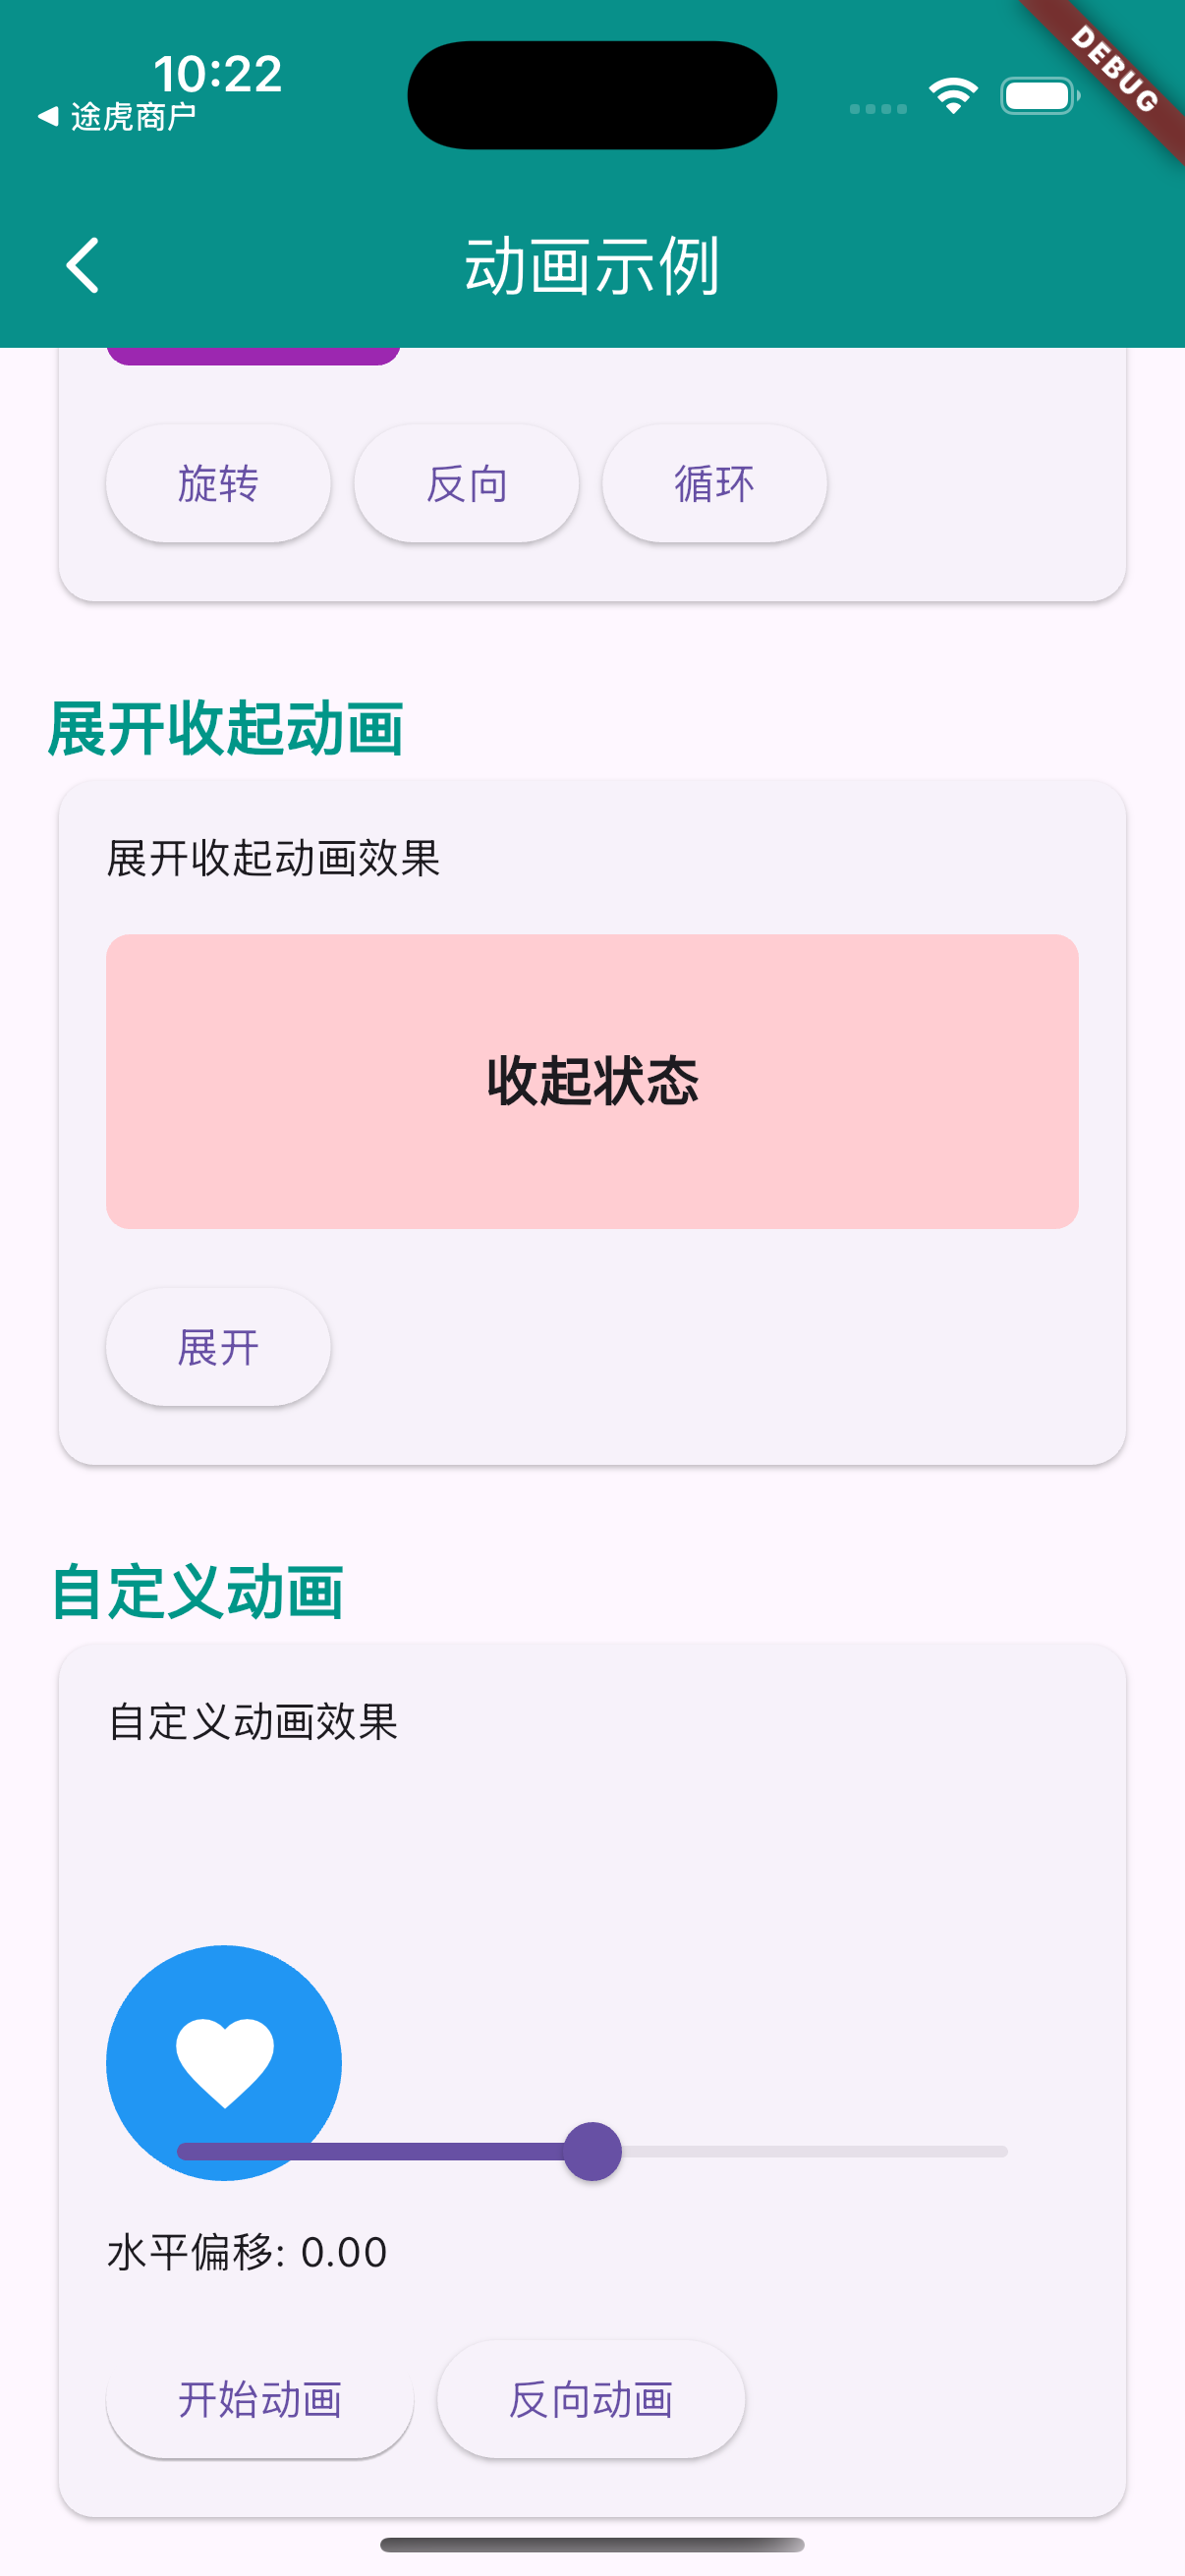 10:22
途虎商户
DEBUG
动画示例
旋转 反向 循环
展开收起动画
展开收起动画效果
收起状态
展开
自定义动画
自定义动画效果
水平偏移: 0.00
开始动画 反向动画